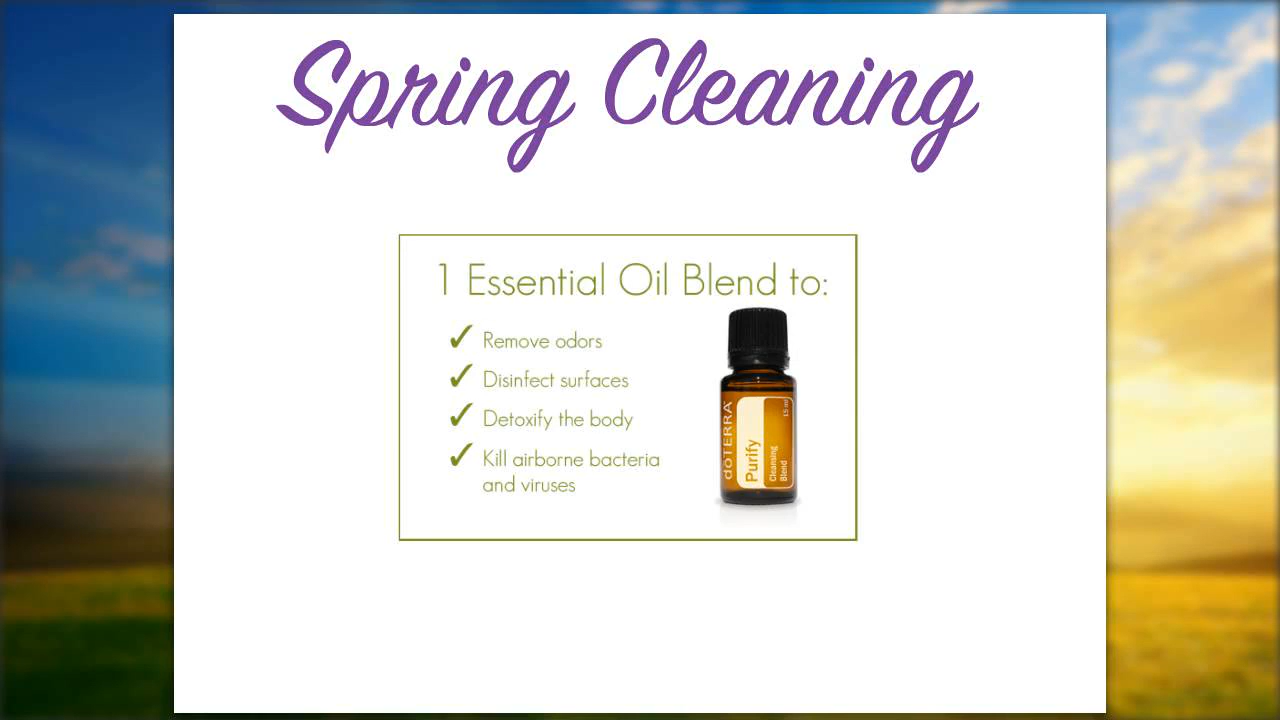 Spring Cleaning
1 Essential Oil Blend to:
✓ Remove odors
✓ Disinfect surfaces
✓ Detoxify the body
✓ Kill airborne bacteria
and viruses
dōTERRA
Purify
Cleansing
Blend
15 ml